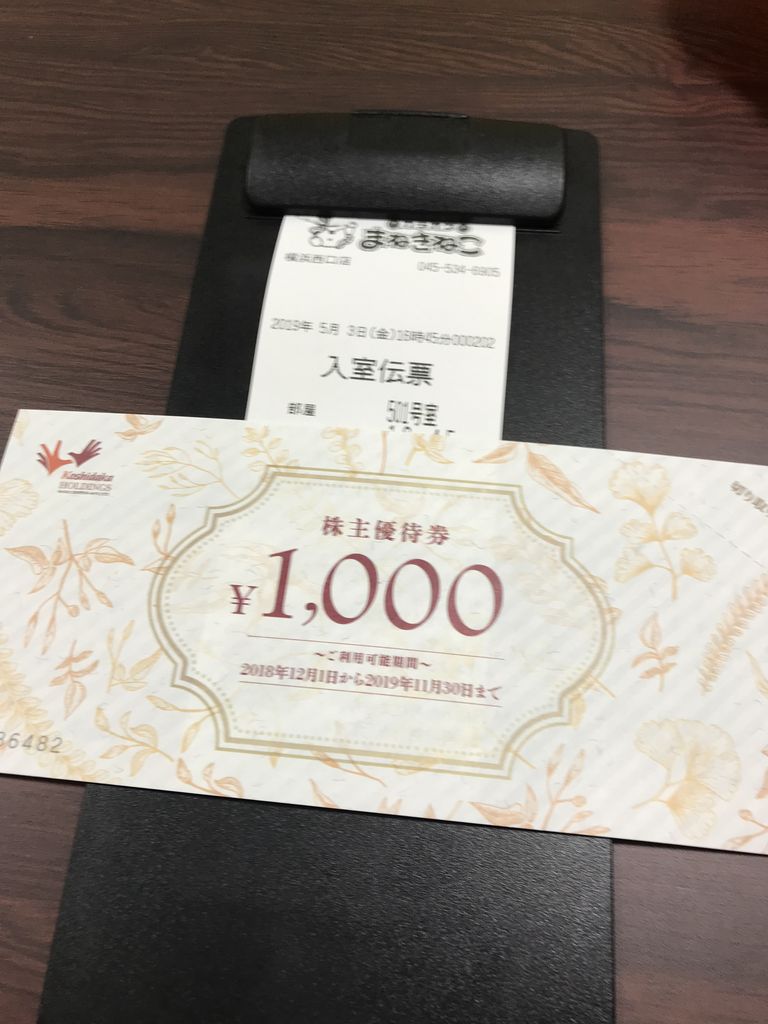 まねきねこ
横浜西口店 045-534-6905
2019年 5月 3日(金)16時45分000202
入室伝票
部屋 501号室
Koshidaka
HOLDINGS
株主優待券
¥1,000
～ご利用可能期間～
2018年12月1日から2019年11月30日まで
36482
切り取